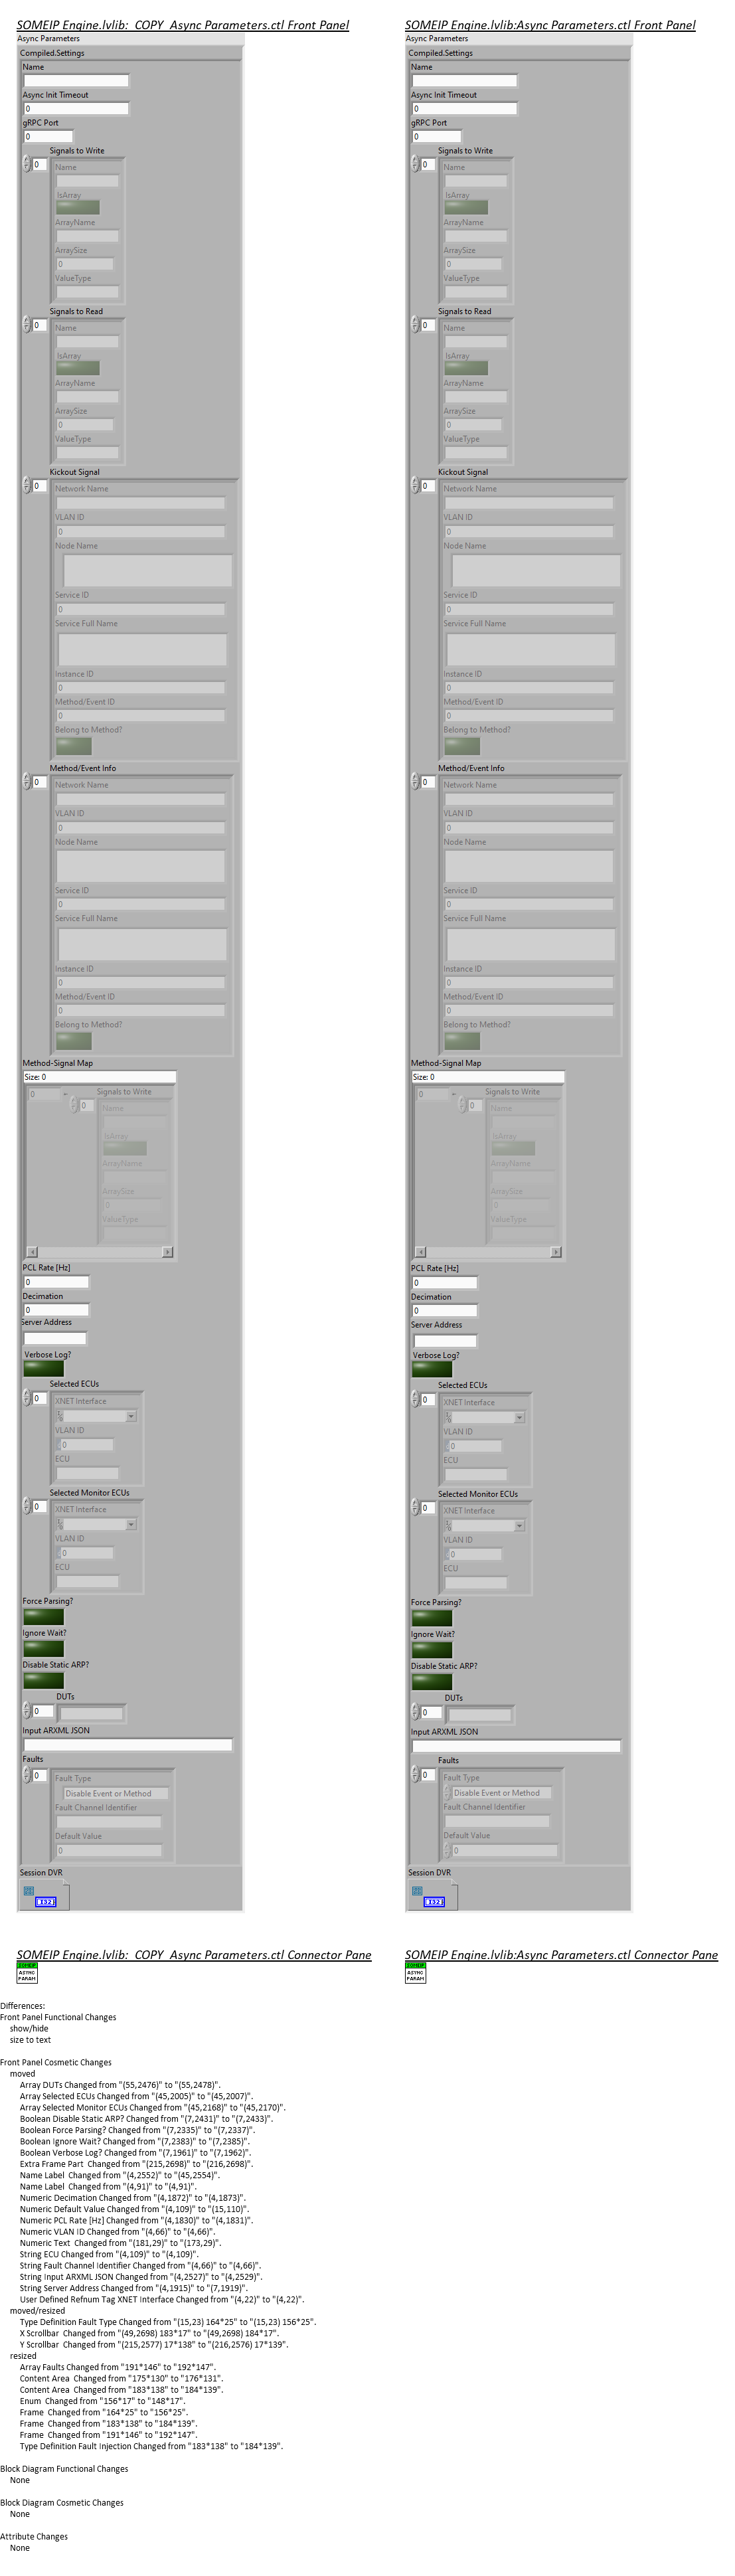 SOMEIP Engine.lvlib:_COPY_Async Parameters.ctl Front Panel
Async Parameters
Compiled.Settings
Name
Async Init Timeout
0
gRPC Port
0
Signals to Write
0
Name
IsArray
ArrayName
ArraySize
0
ValueType
Signals to Read
0
Name
IsArray
ArrayName
ArraySize
0
ValueType
Kickout Signal
0
Network Name
VLAN ID
0
Node Name
Service ID
0
Service Full Name
Instance ID
0
Method/Event ID
0
Belong to Method?
Method/Event Info
0
Network Name
VLAN ID
0
Node Name
Service ID
0
Service Full Name
Instance ID
0
Method/Event ID
0
Belong to Method?
Method-Signal Map
Size: 0
0
Signals to Write
0
Name
IsArray
ArrayName
ArraySize
0
ValueType
PCL Rate [Hz]
0
Decimation
0
Server Address
Verbose Log?
Selected ECUs
0
XNET Interface
VLAN ID
0
ECU
Selected Monitor ECUs
0
XNET Interface
VLAN ID
0
ECU
Force Parsing?
Ignore Wait?
Disable Static ARP?
DUTs
0
Input ARXML JSON
Faults
0
Fault Type
Disable Event or Method
Fault Channel Identifier
Default Value
0
Session DVR
I32
SOMEIP Engine.lvlib:Async Parameters.ctl Front Panel
Async Parameters
Compiled.Settings
Name
Async Init Timeout
0
gRPC Port
0
Signals to Write
0
Name
IsArray
ArrayName
ArraySize
0
ValueType
Signals to Read
0
Name
IsArray
ArrayName
ArraySize
0
ValueType
Kickout Signal
0
Network Name
VLAN ID
0
Node Name
Service ID
0
Service Full Name
Instance ID
0
Method/Event ID
0
Belong to Method?
Method/Event Info
0
Network Name
VLAN ID
0
Node Name
Service ID
0
Service Full Name
Instance ID
0
Method/Event ID
0
Belong to Method?
Method-Signal Map
Size: 0
0
Signals to Write
0
Name
IsArray
ArrayName
ArraySize
0
ValueType
PCL Rate [Hz]
0
Decimation
0
Server Address
Verbose Log?
Selected ECUs
0
XNET Interface
VLAN ID
0
ECU
Selected Monitor ECUs
0
XNET Interface
VLAN ID
0
ECU
Force Parsing?
Ignore Wait?
Disable Static ARP?
DUTs
0
Input ARXML JSON
Faults
0
Fault Type
Disable Event or Method
Fault Channel Identifier
Default Value
0
Session DVR
I32
SOMEIP Engine.lvlib:_COPY_Async Parameters.ctl Connector Pane
SOMEIP
ASYNC
PARAM
SOMEIP Engine.lvlib:Async Parameters.ctl Connector Pane
SOMEIP
ASYNC
PARAM
Differences:
Front Panel Functional Changes
show/hide
size to text
Front Panel Cosmetic Changes
moved
Array DUTs Changed from "(55,2476)" to "(55,2478)".
Array Selected ECUs Changed from "(45,2005)" to "(45,2007)".
Array Selected Monitor ECUs Changed from "(45,2168)" to "(45,2170)".
Boolean Disable Static ARP? Changed from "(7,2431)" to "(7,2433)".
Boolean Force Parsing? Changed from "(7,2335)" to "(7,2337)".
Boolean Ignore Wait? Changed from "(7,2383)" to "(7,2385)".
Boolean Verbose Log? Changed from "(7,1961)" to "(7,1962)".
Extra Frame Part  Changed from "(215,2698)" to "(216,2698)".
Name Label  Changed from "(4,2552)" to "(45,2554)".
Name Label  Changed from "(4,91)" to "(4,91)".
Numeric Decimation Changed from "(4,1872)" to "(4,1873)".
Numeric Default Value Changed from "(4,109)" to "(15,110)".
Numeric PCL Rate [Hz] Changed from "(4,1830)" to "(4,1831)".
Numeric VLAN ID Changed from "(4,66)" to "(4,66)".
Numeric Text  Changed from "(181,29)" to "(173,29)".
String ECU Changed from "(4,109)" to "(4,109)".
String Fault Channel Identifier Changed from "(4,66)" to "(4,66)".
String Input ARXML JSON Changed from "(4,2527)" to "(4,2529)".
String Server Address Changed from "(4,1915)" to "(7,1919)".
User Defined Refnum Tag XNET Interface Changed from "(4,22)" to "(4,22)".
moved/resized
Type Definition Fault Type Changed from "(15,23) 164*25" to "(15,23) 156*25".
X Scrollbar  Changed from "(49,2698) 183*17" to "(49,2698) 184*17".
Y Scrollbar  Changed from "(215,2577) 17*138" to "(216,2576) 17*139".
resized
Array Faults Changed from "191*146" to "192*147".
Content Area  Changed from "175*130" to "176*131".
Content Area  Changed from "183*138" to "184*139".
Enum  Changed from "156*17" to "148*17".
Frame  Changed from "164*25" to "156*25".
Frame  Changed from "183*138" to "184*139".
Frame  Changed from "191*146" to "192*147".
Type Definition Fault Injection Changed from "183*138" to "184*139".
Block Diagram Functional Changes
None
Block Diagram Cosmetic Changes
None
Attribute Changes
None